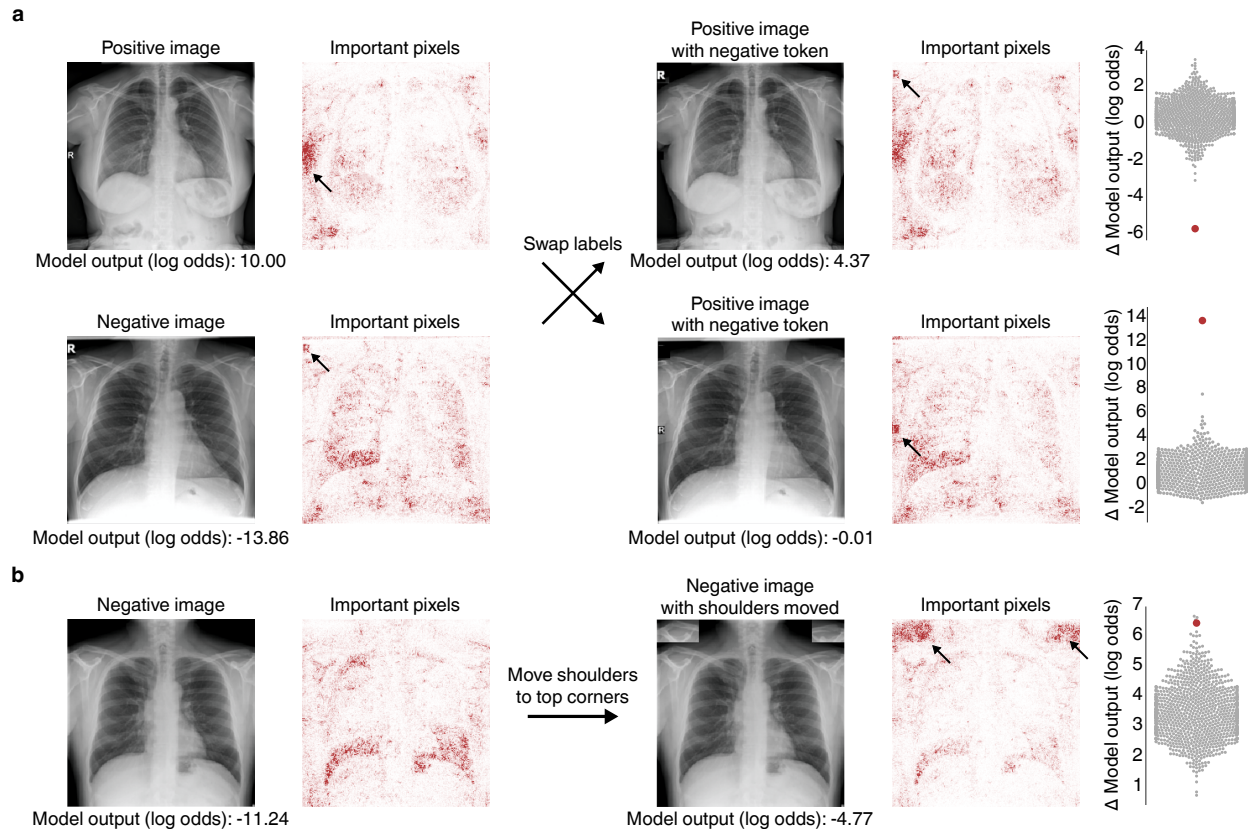 a
Positive image
Important pixels
Positive image
with negative token
Important pixels
R
R
R
Model output (log odds): 10.00
Model output (log odds): 4.37
Δ Model output (log odds)
4
2
0
-2
-4
-6
Swap labels
Negative image
Important pixels
Positive image
with negative token
Important pixels
R
R
R
Model output (log odds): -13.86
Model output (log odds): -0.01
Δ Model output (log odds)
14
12
10
8
6
4
2
0
-2
b
Negative image
Important pixels
Negative image
with shoulders moved
Important pixels
Move shoulders
to top corners
Model output (log odds): -11.24
Model output (log odds): -4.77
Δ Model output (log odds)
7
6
5
4
3
2
1